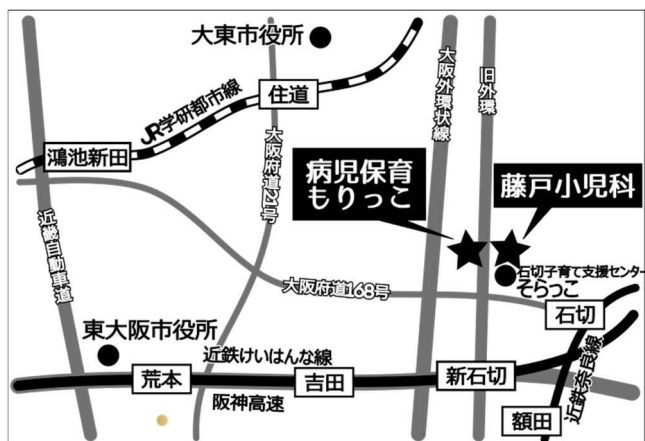 大東市役所
住道
JR学研都市線
鴻池新田
大阪府道21号
大阪外環状線
旧外環
病児保育
もりっこ
藤戸小児科
石切子育て支援センター
そらっこ
近畿自動車道
大阪府道168号
石切
東大阪市役所
近鉄けいはんな線
荒本
吉田
新石切
阪神高速
額田
近鉄奈良線